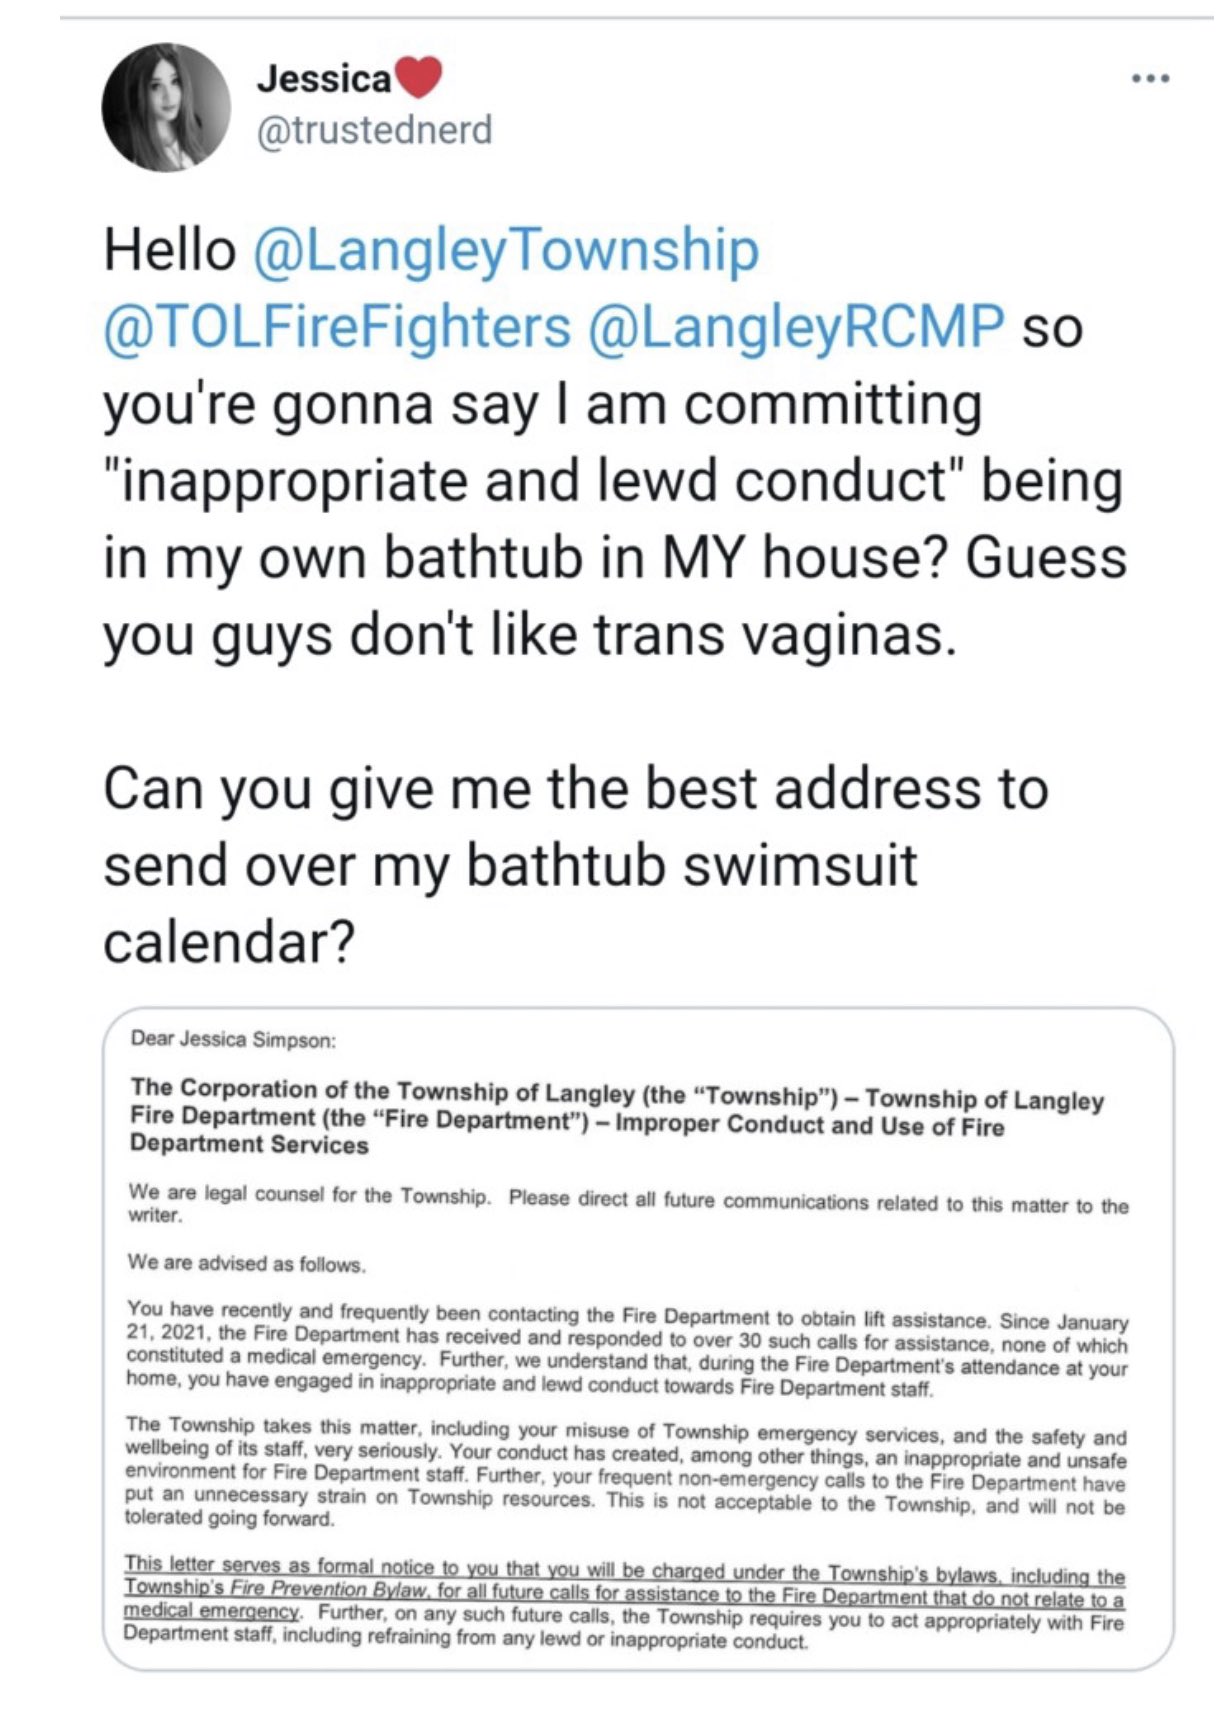 Jessica❤️
@trustednerd
Hello @LangleyTownship
@TOLFireFighters @LangleyRCMP so
you're gonna say I am committing
"inappropriate and lewd conduct" being
in my own bathtub in MY house? Guess
you guys don't like trans vaginas.
Can you give me the best address to
send over my bathtub swimsuit
calendar?
Dear Jessica Simpson:
The Corporation of the Township of Langley (the “Township”) – Township of Langley
Fire Department (the “Fire Department”) – Improper Conduct and Use of Fire
Department Services
We are legal counsel for the Township. Please direct all future communications related to this matter to the
writer.
We are advised as follows.
You have recently and frequently been contacting the Fire Department to obtain lift assistance. Since January
21, 2021, the Fire Department has received and responded to over 30 such calls for assistance, none of which
constituted a medical emergency. Further, we understand that, during the Fire Department's attendance at your
home, you have engaged in inappropriate and lewd conduct towards Fire Department staff.
The Township takes this matter, including your misuse of Township emergency services, and the safety and
wellbeing of its staff, very seriously. Your conduct has created, among other things, an inappropriate and unsafe
environment for Fire Department staff. Further, your frequent non-emergency calls to the Fire Department have
put an unnecessary strain on Township resources. This is not acceptable to the Township, and will not be
tolerated going forward.
This letter serves as formal notice to you that you will be charged under the Township's bylaws, including the
Township's Fire Prevention Bylaw, for all future calls for assistance to the Fire Department that do not relate to a
medical emergency. Further, on any such future calls, the Township requires you to act appropriately with Fire
Department staff, including refraining from any lewd or inappropriate conduct.